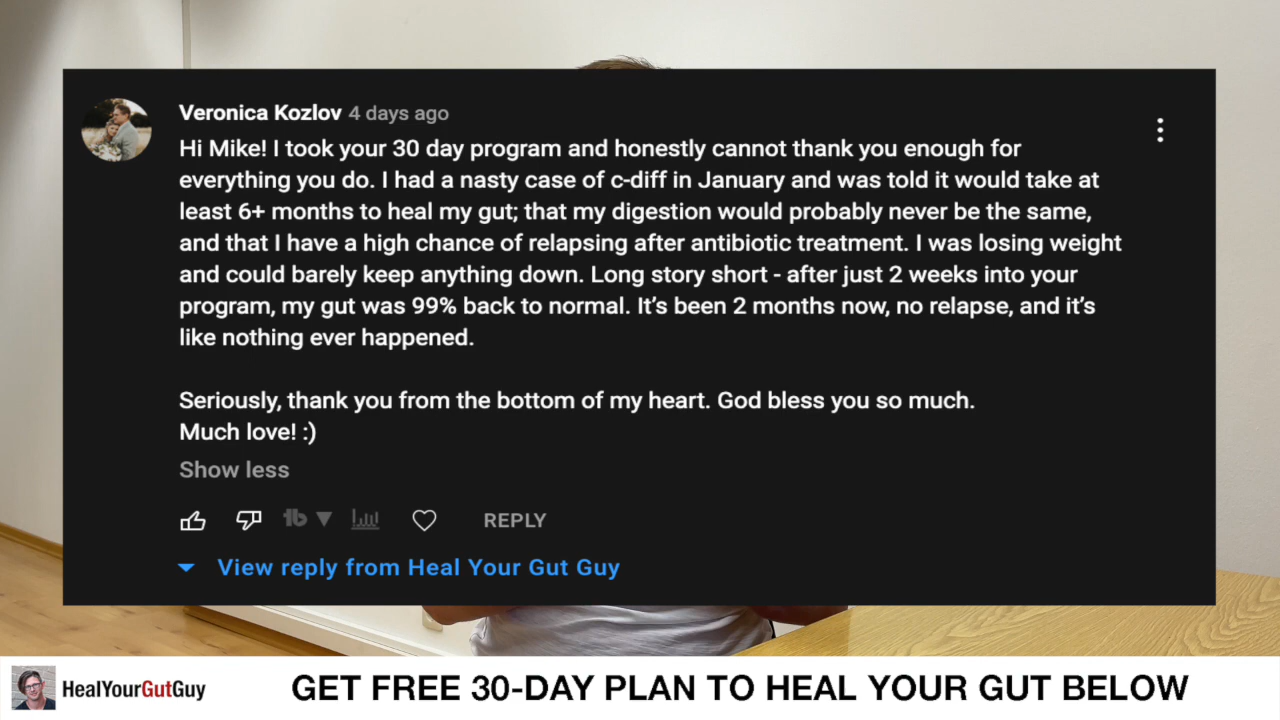 Veronica Kozlov 4 days ago
Hi Mike! I took your 30 day program and honestly cannot thank you enough for
everything you do. I had a nasty case of c-diff in January and was told it would take at
least 6+ months to heal my gut; that my digestion would probably never be the same,
and that I have a high chance of relapsing after antibiotic treatment. I was losing weight
and could barely keep anything down. Long story short - after just 2 weeks into your
program, my gut was 99% back to normal. It's been 2 months now, no relapse, and it's
like nothing ever happened.
Seriously, thank you from the bottom of my heart. God bless you so much.
Much love! :)
Show less
tb
REPLY
View reply from Heal Your Gut Guy
HealYourGutGuy
GET FREE 30-DAY PLAN TO HEAL YOUR GUT BELOW